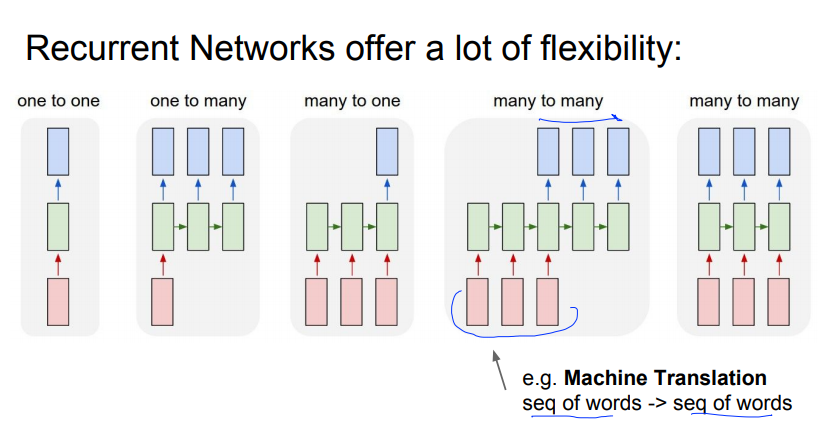 Recurrent Networks offer a lot of flexibility:
one to one
one to many
many to one
many to many
many to many
e.g. Machine Translation
seq of words -> seq of words